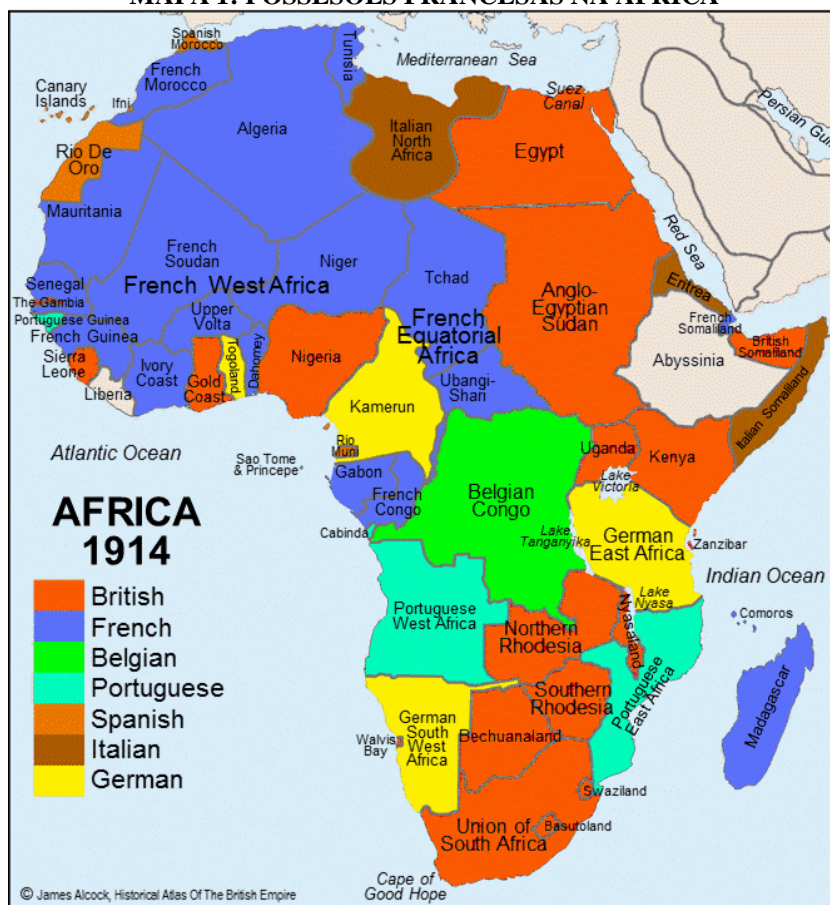 MAPA 1: POSSESÕES FRANCESAS NA ÁFRICA
Spanish
Morocco
Tunisia
Mediterranean Sea
Suez
Canal
Persian Gulf
French
Morocco
Canary
Islands
Ifni
Algeria
Italian
North
Africa
Egypt
Rio De
Oro
Mauritania
Red Sea
French
Soudan
Niger
Tchad
Anglo-
Egyptian
Sudan
Eritrea
Senegal
French West Africa
The Gambia
Portuguese Guinea
French Guinea
Upper
Volta
French
Equatorial
Africa
French
Somaliland
British
Somaliland
Abyssinia
Sierra
Leone
Liberia
Ivory
Coast
Gold
Coast
Togoland
Dahomey
Nigeria
Kamerun
Ubangi-
Shari
Italian Somaliland
Atlantic Ocean
Sao Tome
& Princepe
Rio
Muni
Gabon
French
Congo
Uganda
Kenya
Lake
Victoria
Belgian
Congo
Cabinda
Lake
Tanganyika
German
East Africa
Zanzibar
Indian Ocean
AFRICA
1914
British
French
Belgian
Portuguese
Spanish
Italian
German
Portuguese
West Africa
Northern
Rhodesia
Lake
Nyasa
Nyasaland
Comoros
Southern
Rhodesia
Portuguese
East Africa
Madagascar
German
South
West
Africa
Walvis
Bay
Bechuanaland
Swaziland
Basutoland
Union of
South Africa
Cape of
Good Hope
© James Alcock, Historical Atlas Of The British Empire